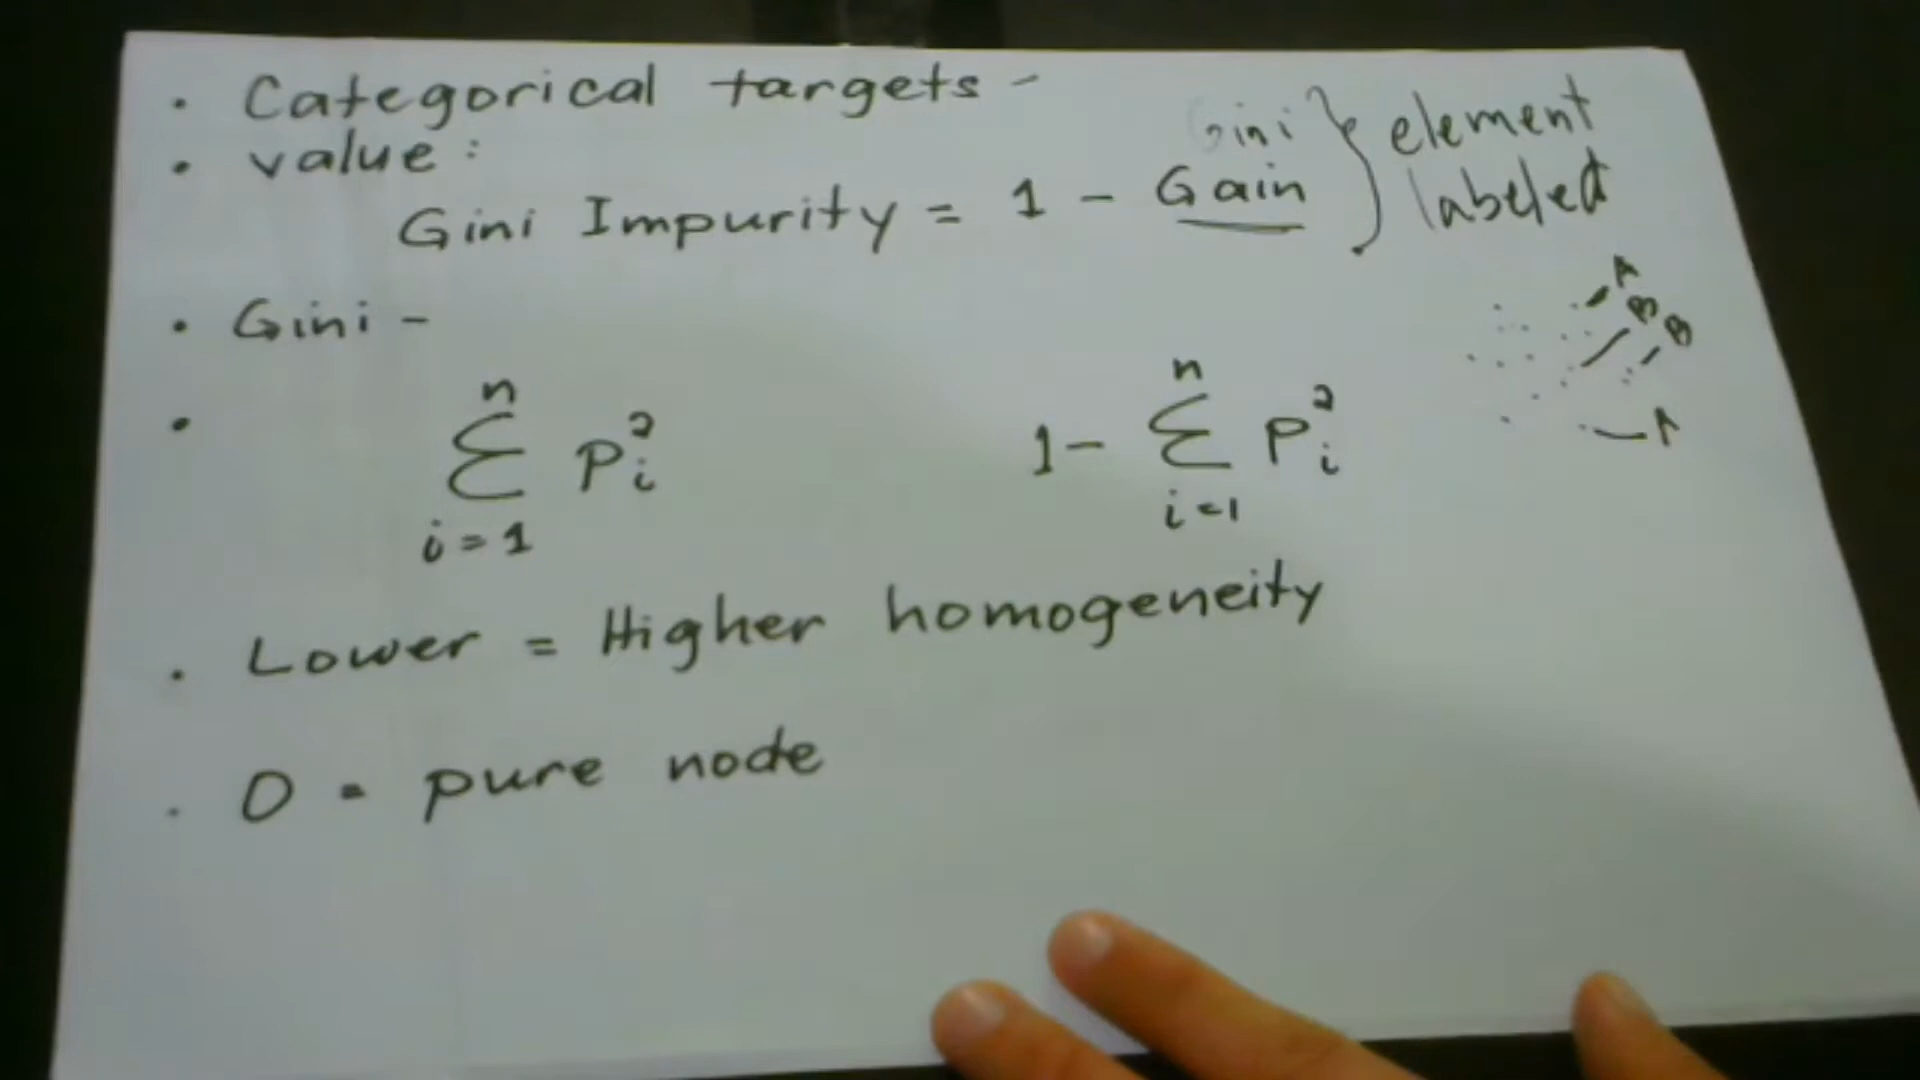 • Categorical targets -
• value:
Gini
Gini Impurity = 1 - Gain } element labeled
• Gini -
•
n
∑ Pᵢ²
i = 1
n
1 - ∑ Pᵢ²
i = 1
A
B
B
A
• Lower = Higher homogeneity
• 0 = pure node